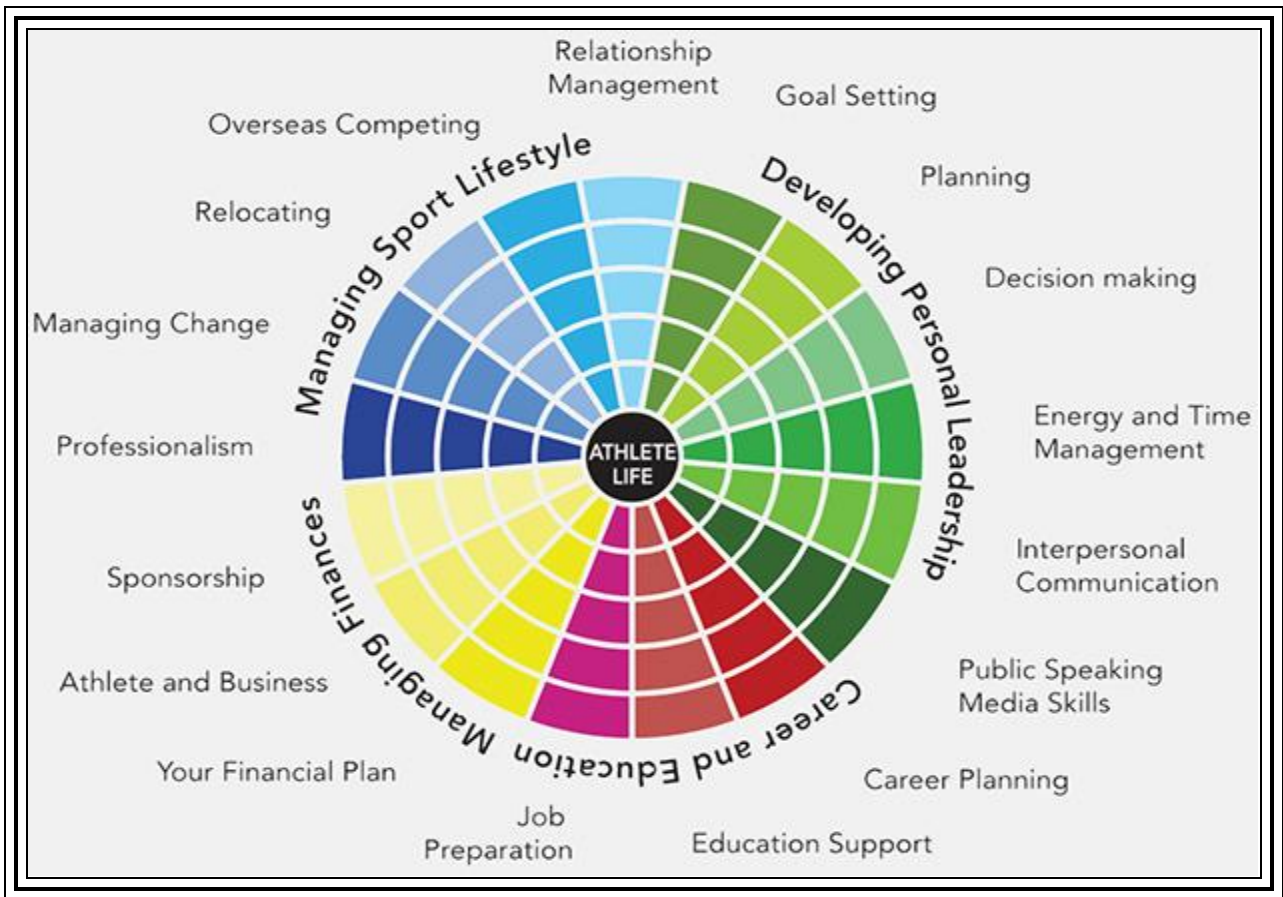 Relationship
Management
Goal Setting
Overseas Competing
Planning
Relocating
Decision making
Managing Change
Energy and Time
Management
Professionalism
Interpersonal
Communication
Sponsorship
Public Speaking
Media Skills
Athlete and Business
Your Financial Plan
Career Planning
Job
Preparation
Education Support
Managing Sport Lifestyle
Developing Personal Leadership
Career and Education
Managing Finances
ATHLETE
LIFE